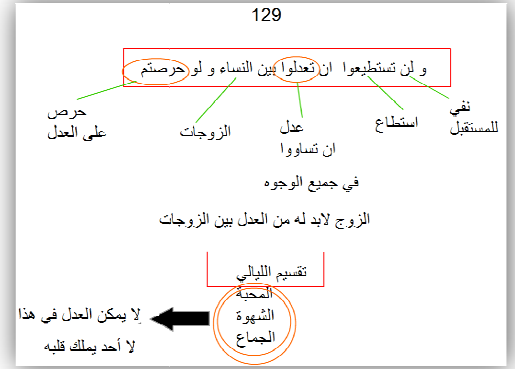 129
و لن تستطيعوا ان تعدلوا بين النساء و لو حرصتم
نفي
للمستقبل
استطاع
عدل
ان تساووا
الزوجات
حرص
على العدل
في جميع الوجوه
الزوج لابد له من العدل بين الزوجات
تقسيم الليالي
المحبة
الشهوة
الجماع
لا يمكن العدل في هذا
لا أحد يملك قلبه